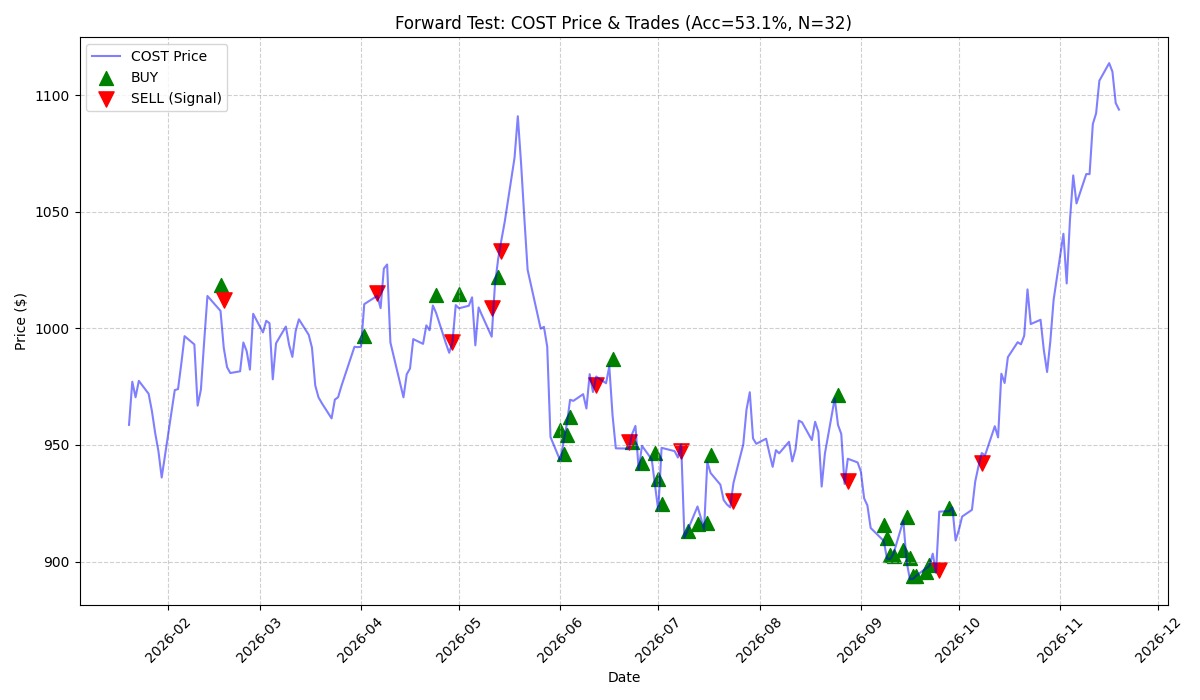 Forward Test: COST Price & Trades (Acc=53.1%, N=32)
COST Price
BUY
SELL (Signal)
Price ($)
1100
1050
1000
950
900
2026-02
2026-03
2026-04
2026-05
2026-06
2026-07
2026-08
2026-09
2026-10
2026-11
2026-12
Date